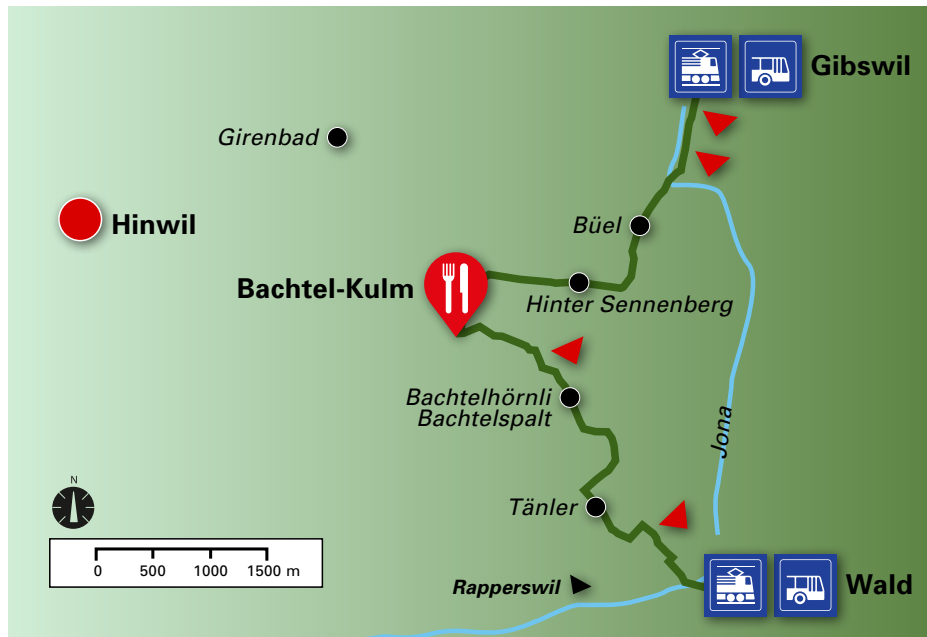 Gibswil
Girenbad
Hinwil
Büel
Bachtel-Kulm
Hinter Sennenberg
Bachtelhörnli
Bachtelspalt
Jona
N
Tänler
0 500 1000 1500 m
Rapperswil
Wald